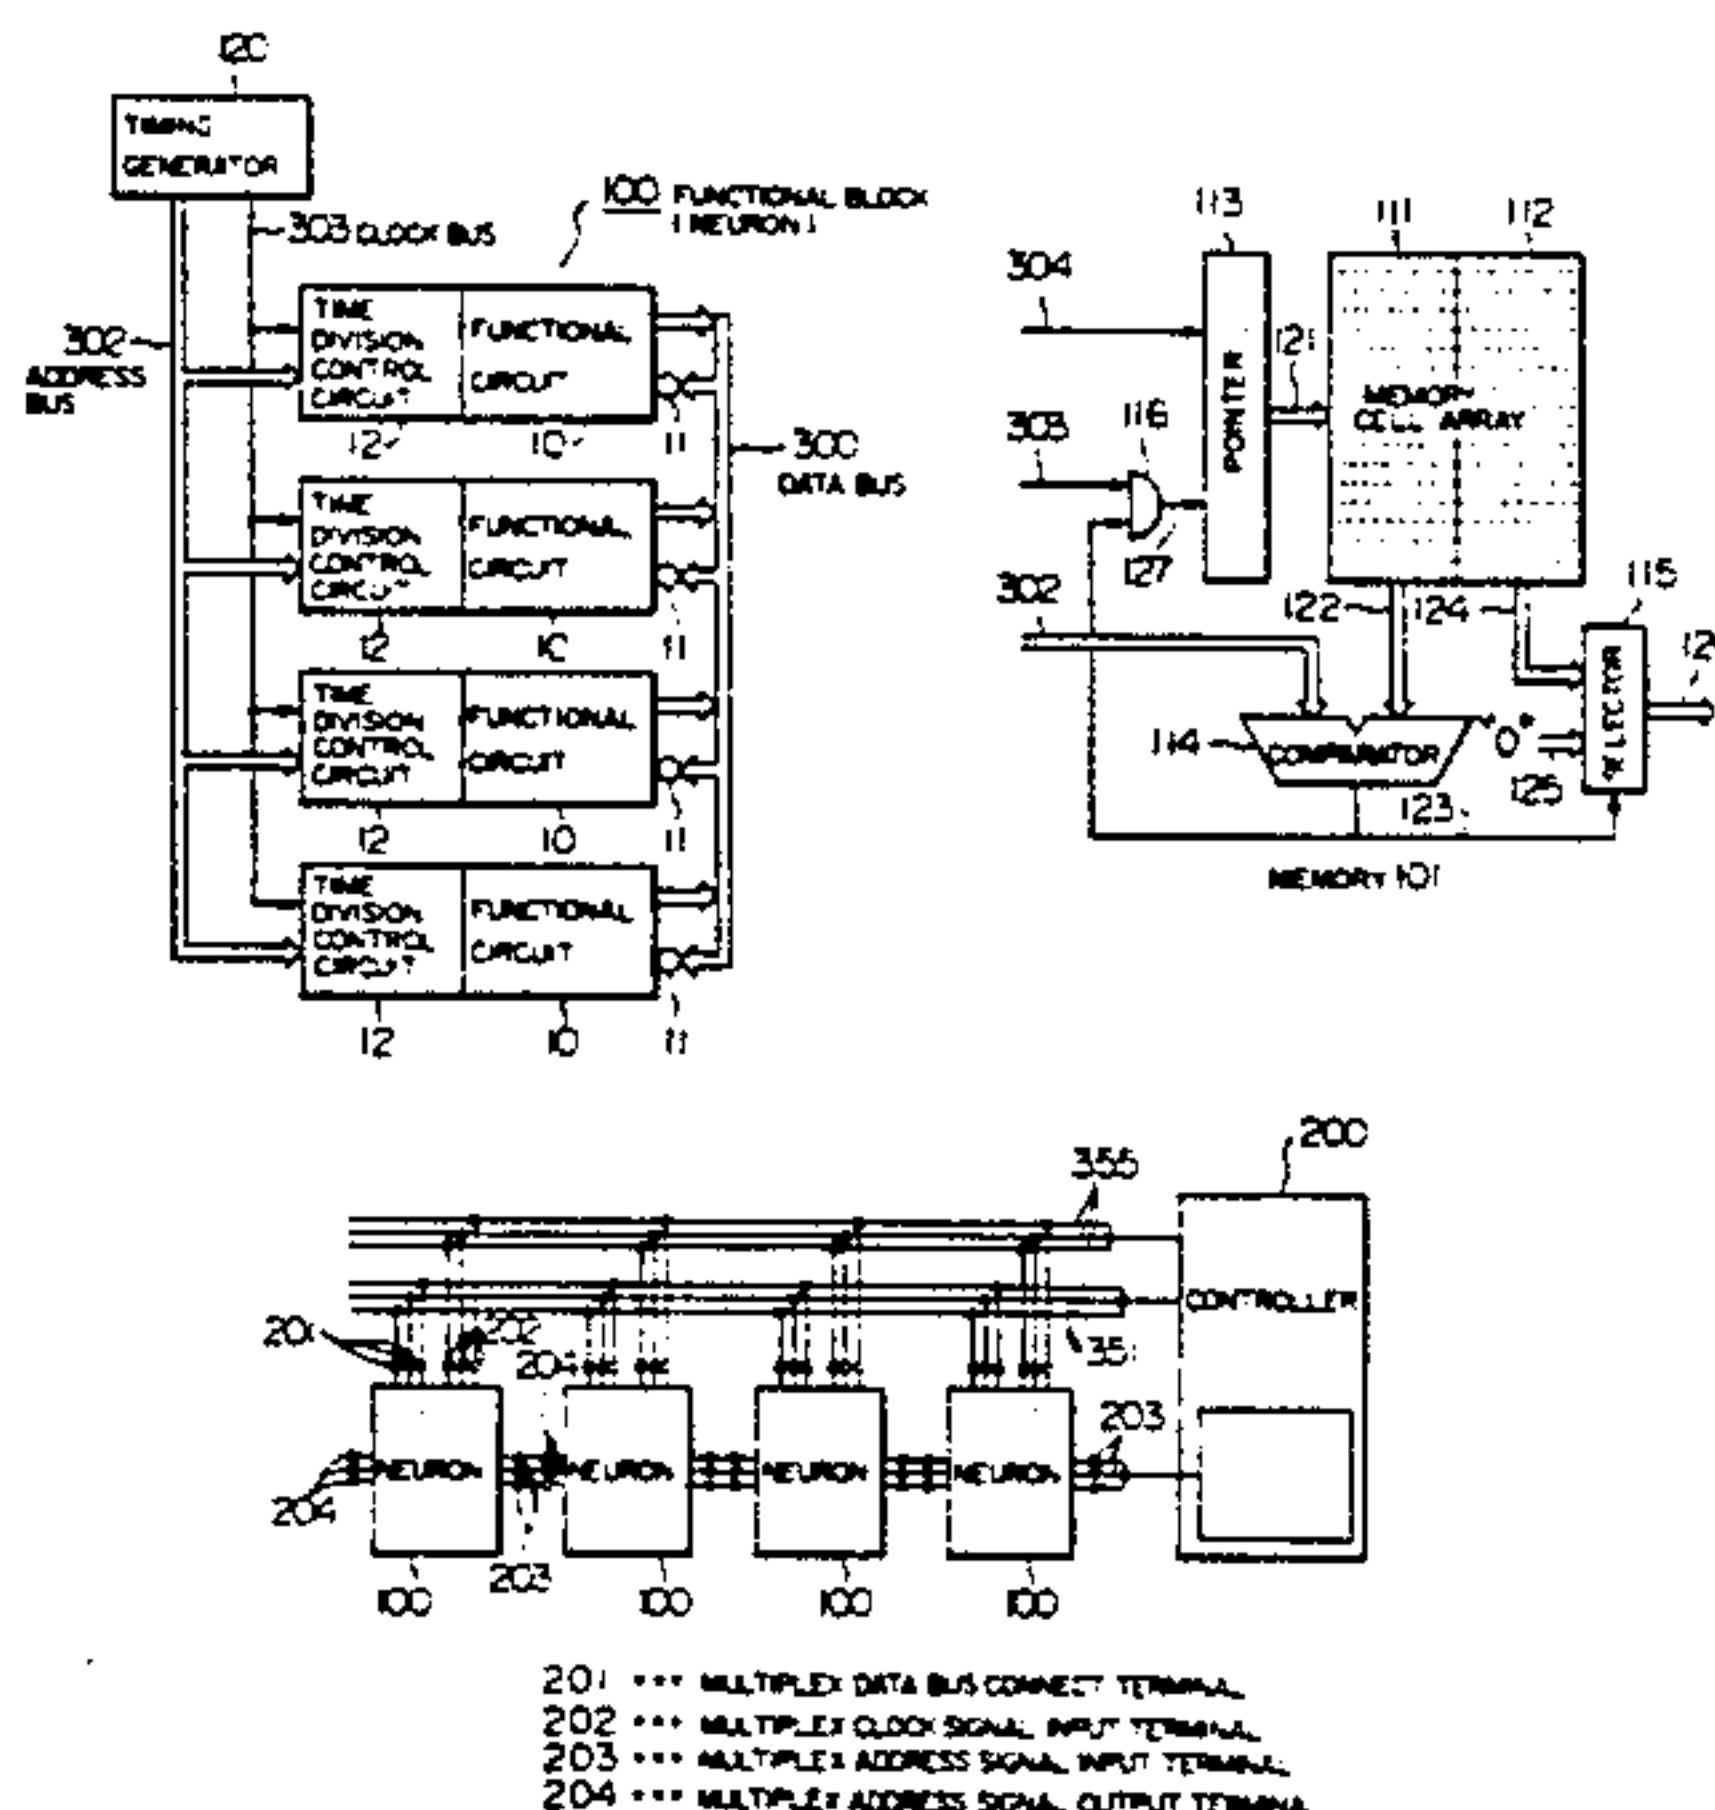 120
TIMING
GENERATOR
303 CLOCK BUS
100 FUNCTIONAL BLOCK
(NEURON)
302
ADDRESS
BUS
TIME
DIVISION
CONTROL
CIRCUIT
FUNCTIONAL
CIRCUIT
12
10
11
300
DATA BUS
TIME
DIVISION
CONTROL
CIRCUIT
FUNCTIONAL
CIRCUIT
12
10
11
TIME
DIVISION
CONTROL
CIRCUIT
FUNCTIONAL
CIRCUIT
12
10
11
TIME
DIVISION
CONTROL
CIRCUIT
FUNCTIONAL
CIRCUIT
12
10
11
113
111
112
304
121
116
POINTER
MEMORY
CELL ARRAY
303
127
302
122
124
115
12
SELECTOR
114
COMPARATOR
"0"
125
123
MEMORY 101
200
355
CONTROLLER
201
202
204
351
203
NEURON
NEURON
NEURON
NEURON
204
203
100
100
100
100
201 ••• MULTIPLEX DATA BUS CONNECT TERMINAL
202 ••• MULTIPLEX CLOCK SIGNAL INPUT TERMINAL
203 ••• MULTIPLEX ADDRESS SIGNAL INPUT TERMINAL
204 ••• MULTIPLEX ADDRESS SIGNAL OUTPUT TERMINAL